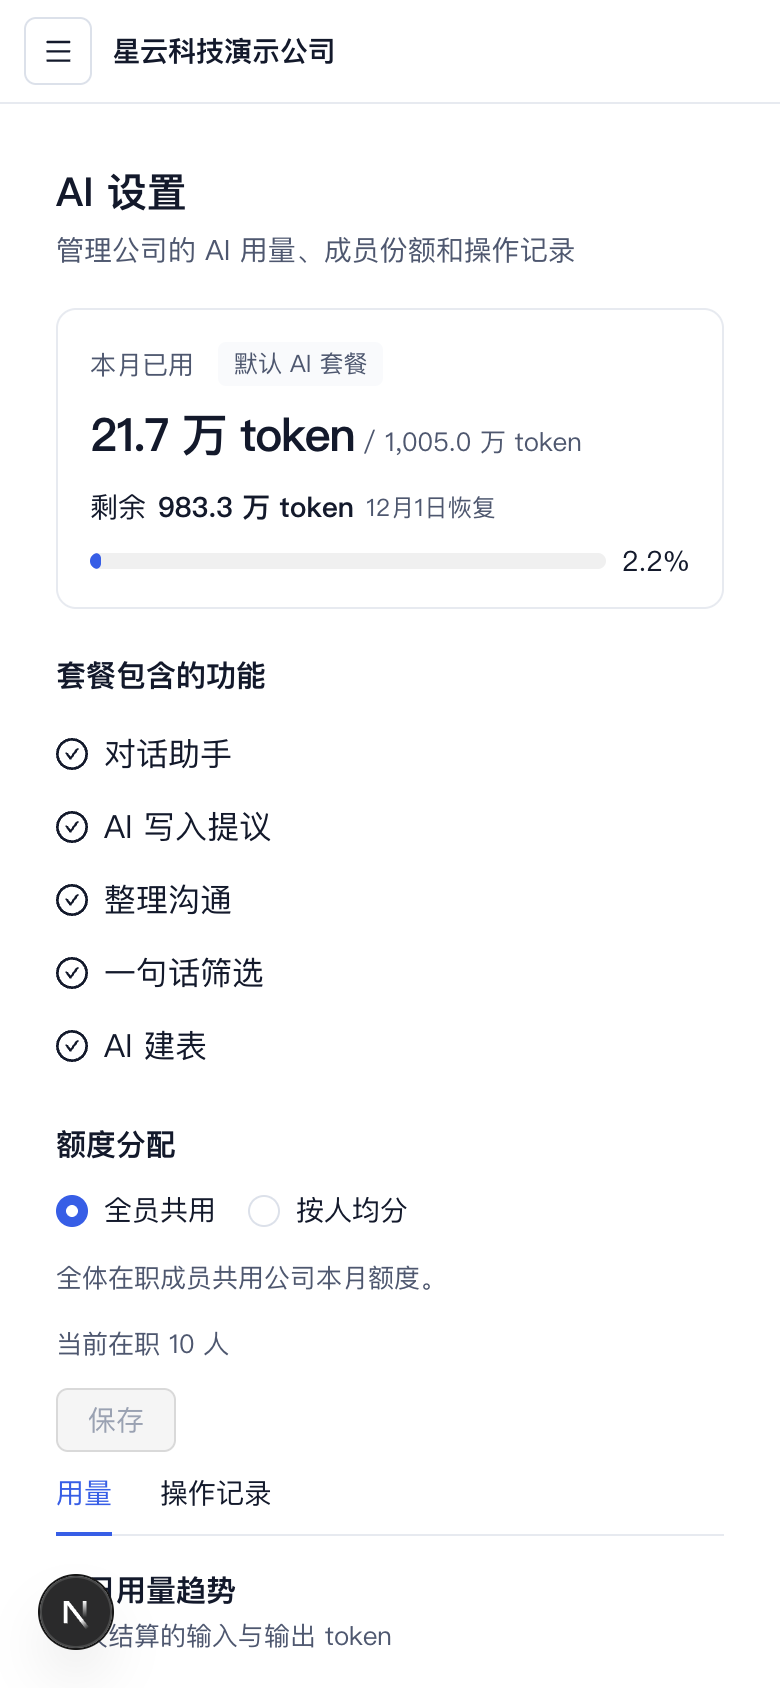 星云科技演示公司
AI 设置
管理公司的 AI 用量、成员份额和操作记录
本月已用 默认 AI 套餐
21.7 万 token / 1,005.0 万 token
剩余 983.3 万 token 12月1日恢复
2.2%
套餐包含的功能
对话助手
AI 写入提议
整理沟通
一句话筛选
AI 建表
额度分配
全员共用 按人均分
全体在职成员共用公司本月额度。
当前在职 10 人
保存
用量 操作记录
用量趋势
结算的输入与输出 token
N